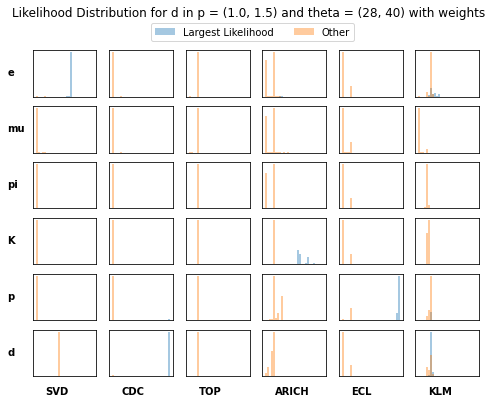 Likelihood Distribution for d in p = (1.0, 1.5) and theta = (28, 40) with weights
Largest Likelihood Other
e
mu
pi
K
p
d
SVD CDC TOP ARICH ECL KLM